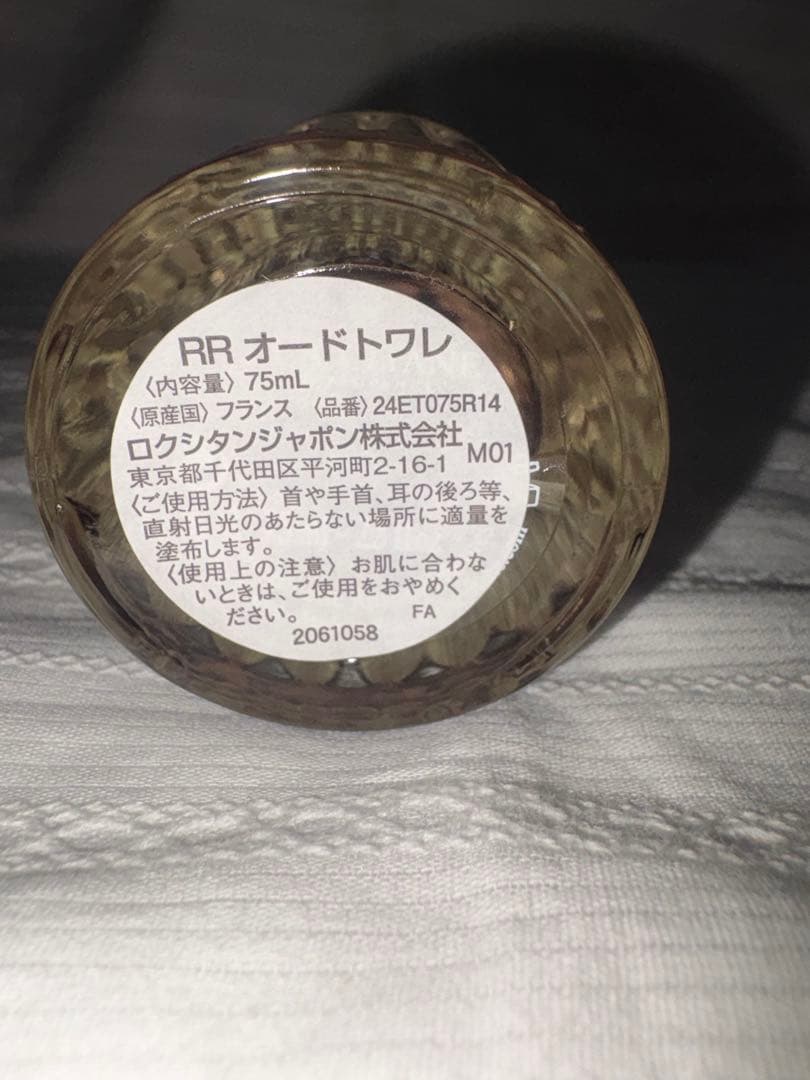 RR オードトワレ
〈内容量〉 75mL
〈原産国〉 フランス 〈品番〉 24ET075R14
ロクシタンジャポン株式会社 M01
東京都千代田区平河町2-16-1
〈ご使用方法〉 首や手首、耳の後ろ等、
直射日光のあたらない場所に適量を
塗布します。
〈使用上の注意〉 お肌に合わな
いときは、ご使用をおやめく
ださい。 FA
2061058